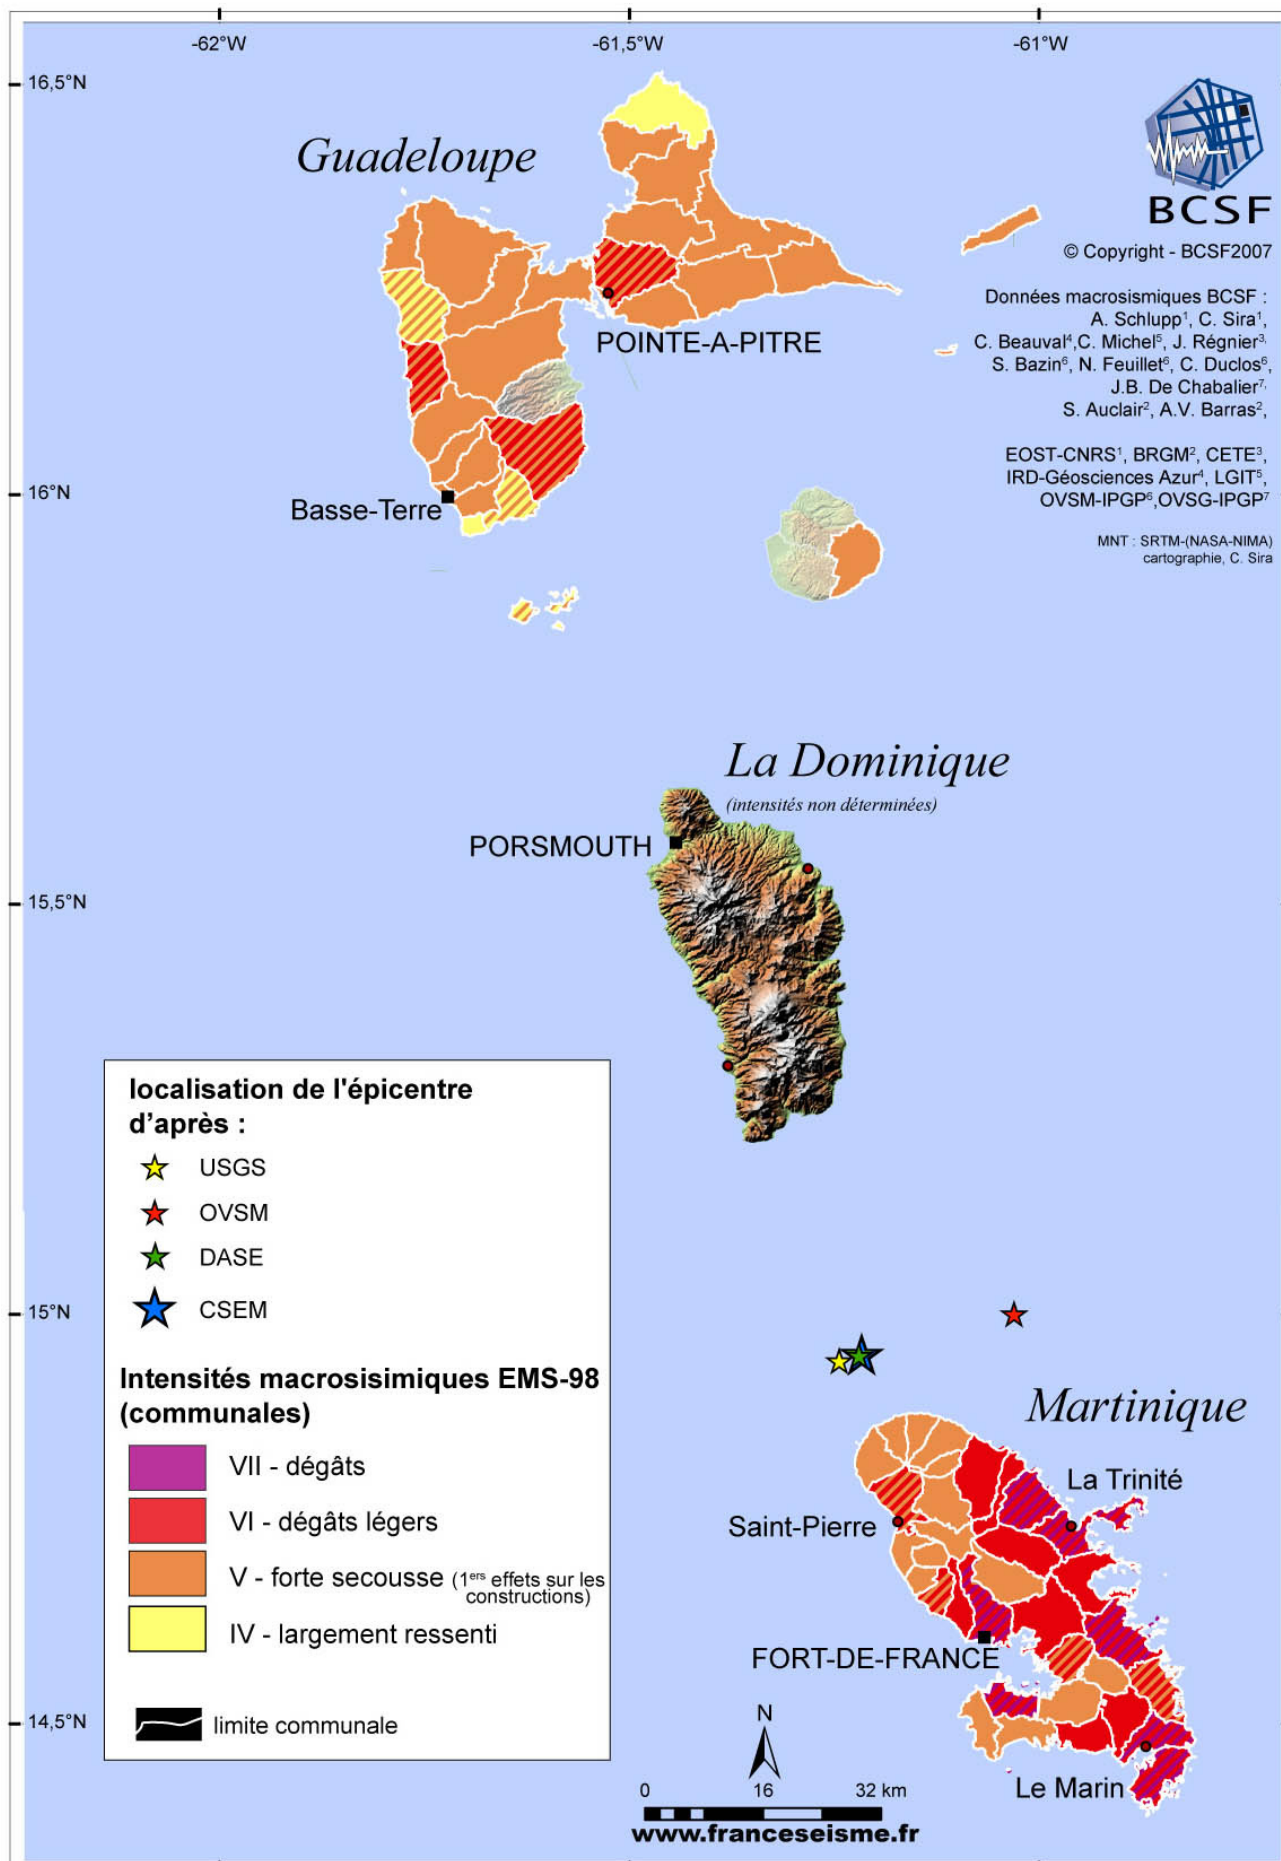 -62°W
-61,5°W
-61°W
16,5°N
Guadeloupe
BCSF
© Copyright - BCSF2007
Données macrosismiques BCSF :
A. Schlupp¹, C. Sira¹,
C. Beauval⁴,C. Michel⁵, J. Régnier³,
S. Bazin⁶, N. Feuillet⁶, C. Duclos⁶,
J.B. De Chabalier⁷,
S. Auclair², A.V. Barras²,
POINTE-A-PITRE
EOST-CNRS¹, BRGM², CETE³,
IRD-Géosciences Azur⁴, LGIT⁵,
OVSM-IPGP⁶,OVSG-IPGP⁷
16°N
Basse-Terre
MNT : SRTM-(NASA-NIMA)
cartographie, C. Sira
La Dominique
(intensités non déterminées)
PORSMOUTH
15,5°N
localisation de l'épicentre
d'après :
USGS
OVSM
DASE
CSEM
15°N
Intensités macrosisimiques EMS-98
(communales)
VII - dégâts
VI - dégâts légers
V - forte secousse (1ers effets sur les
constructions)
IV - largement ressenti
limite communale
Martinique
La Trinité
Saint-Pierre
FORT-DE-FRANCE
14,5°N
Le Marin
N
0 16 32 km
www.franceseisme.fr